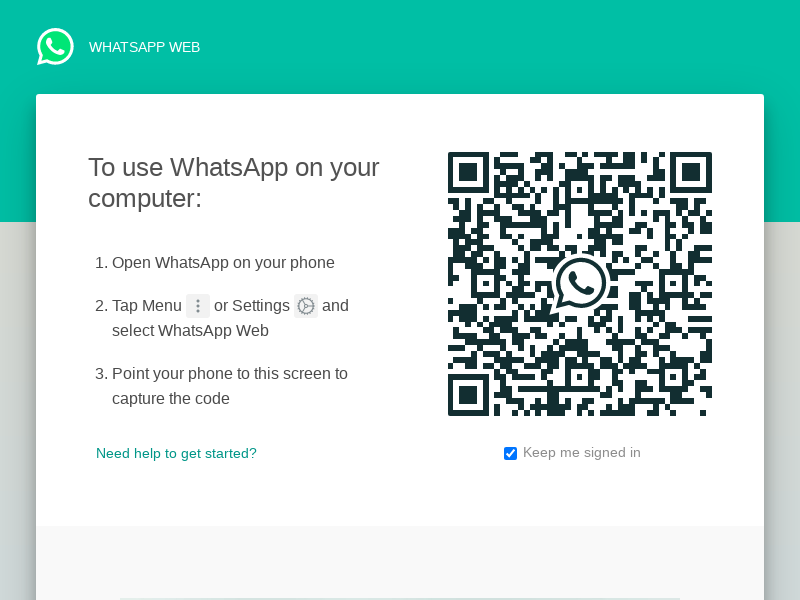 WHATSAPP WEB
To use WhatsApp on your
computer:
1. Open WhatsApp on your phone
2. Tap Menu or Settings and
select WhatsApp Web
3. Point your phone to this screen to
capture the code
Need help to get started?
Keep me signed in